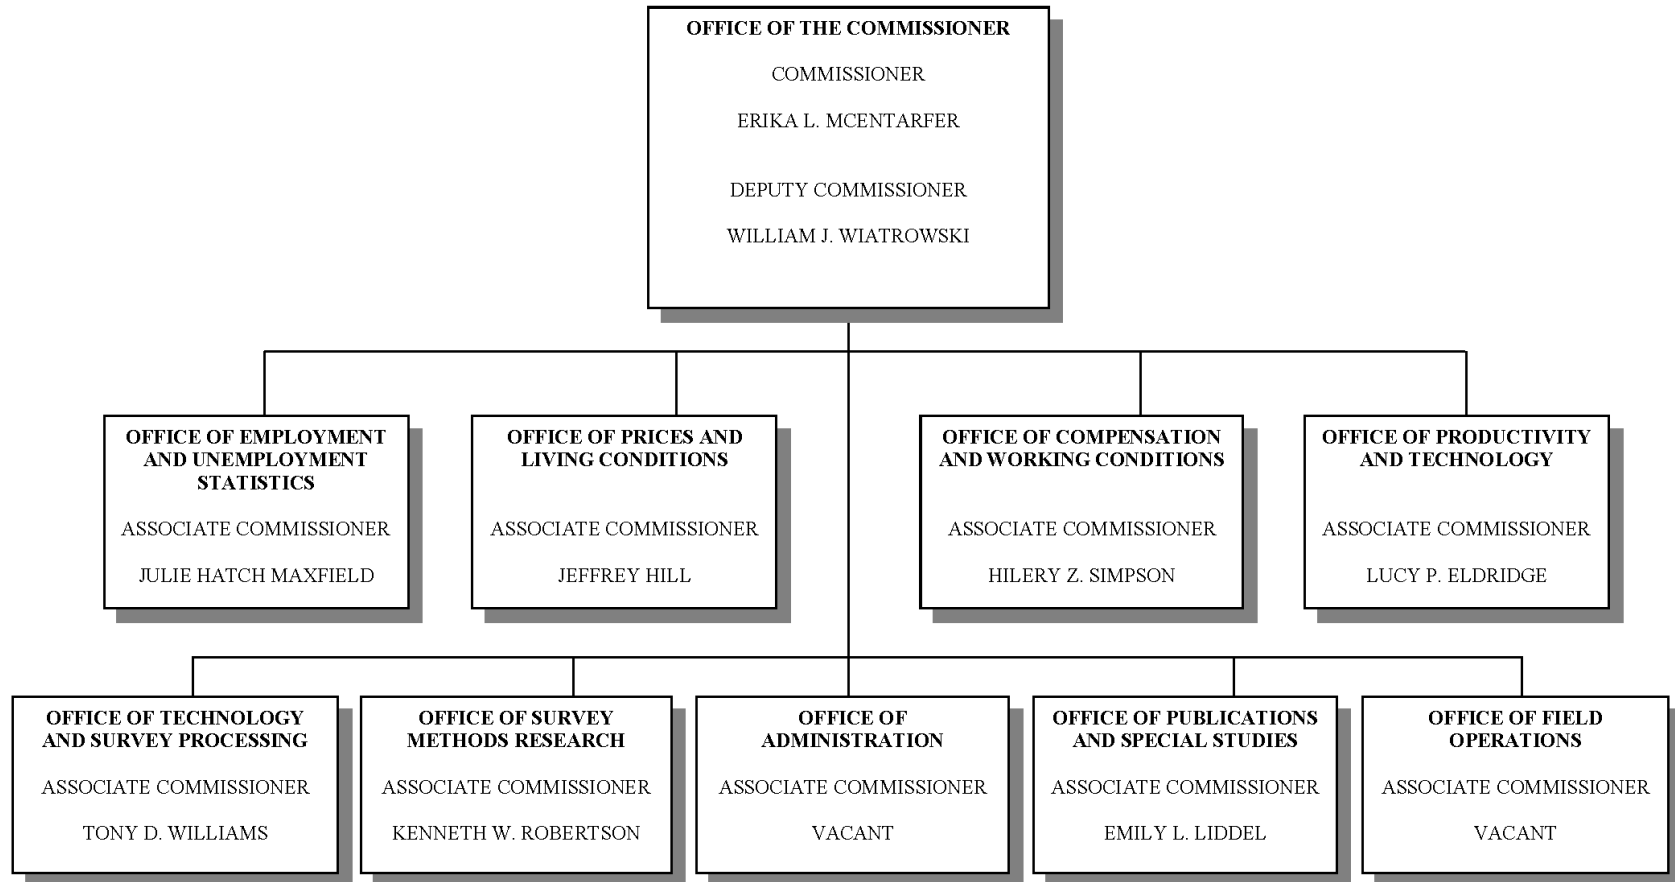 OFFICE OF THE COMMISSIONER
COMMISSIONER
ERIKA L. MCENTARFER
DEPUTY COMMISSIONER
WILLIAM J. WIATROWSKI
OFFICE OF EMPLOYMENT
AND UNEMPLOYMENT
STATISTICS
ASSOCIATE COMMISSIONER
JULIE HATCH MAXFIELD
OFFICE OF PRICES AND
LIVING CONDITIONS
ASSOCIATE COMMISSIONER
JEFFREY HILL
OFFICE OF COMPENSATION
AND WORKING CONDITIONS
ASSOCIATE COMMISSIONER
HILERY Z. SIMPSON
OFFICE OF PRODUCTIVITY
AND TECHNOLOGY
ASSOCIATE COMMISSIONER
LUCY P. ELDRIDGE
OFFICE OF TECHNOLOGY
AND SURVEY PROCESSING
ASSOCIATE COMMISSIONER
TONY D. WILLIAMS
OFFICE OF SURVEY
METHODS RESEARCH
ASSOCIATE COMMISSIONER
KENNETH W. ROBERTSON
OFFICE OF
ADMINISTRATION
ASSOCIATE COMMISSIONER
VACANT
OFFICE OF PUBLICATIONS
AND SPECIAL STUDIES
ASSOCIATE COMMISSIONER
EMILY L. LIDDEL
OFFICE OF FIELD
OPERATIONS
ASSOCIATE COMMISSIONER
VACANT